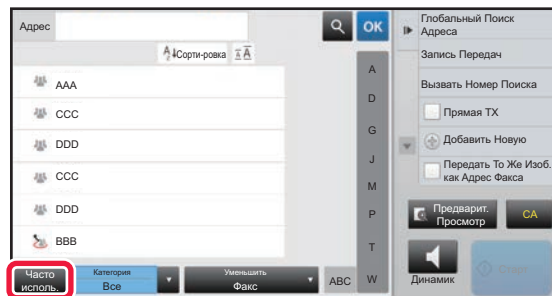 Адрес
OK
Сорти-ровка
AAA
CCC
DDD
CCC
DDD
BBB
A
D
G
J
M
P
T
W
Часто
исполь.
Категория
Все
Уменьшить
Факс
ABC
Глобальный Поиск
Адреса
Запись Передач
Вызвать Номер Поиска
Прямая TX
Добавить Новую
Передать То Же Изоб.
как Адрес Факса
Предварит.
Просмотр
CA
Динамик
Старт